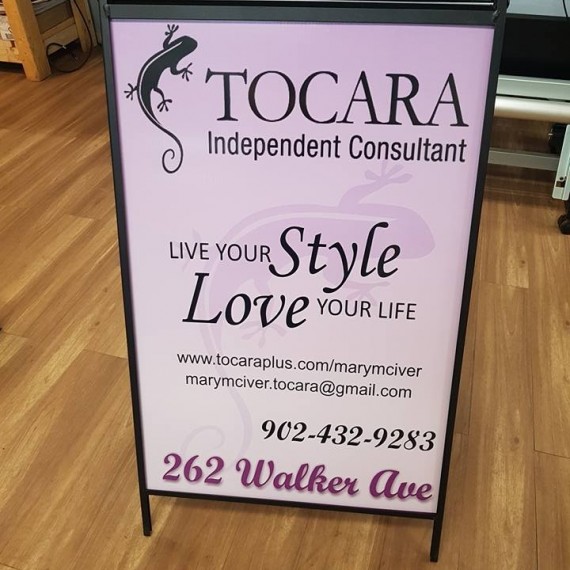 TOCARA
Independent Consultant
LIVE YOUR Style
Love YOUR LIFE
www.tocaraplus.com/marymciver
marymciver.tocara@gmail.com
902-432-9283
262 Walker Ave